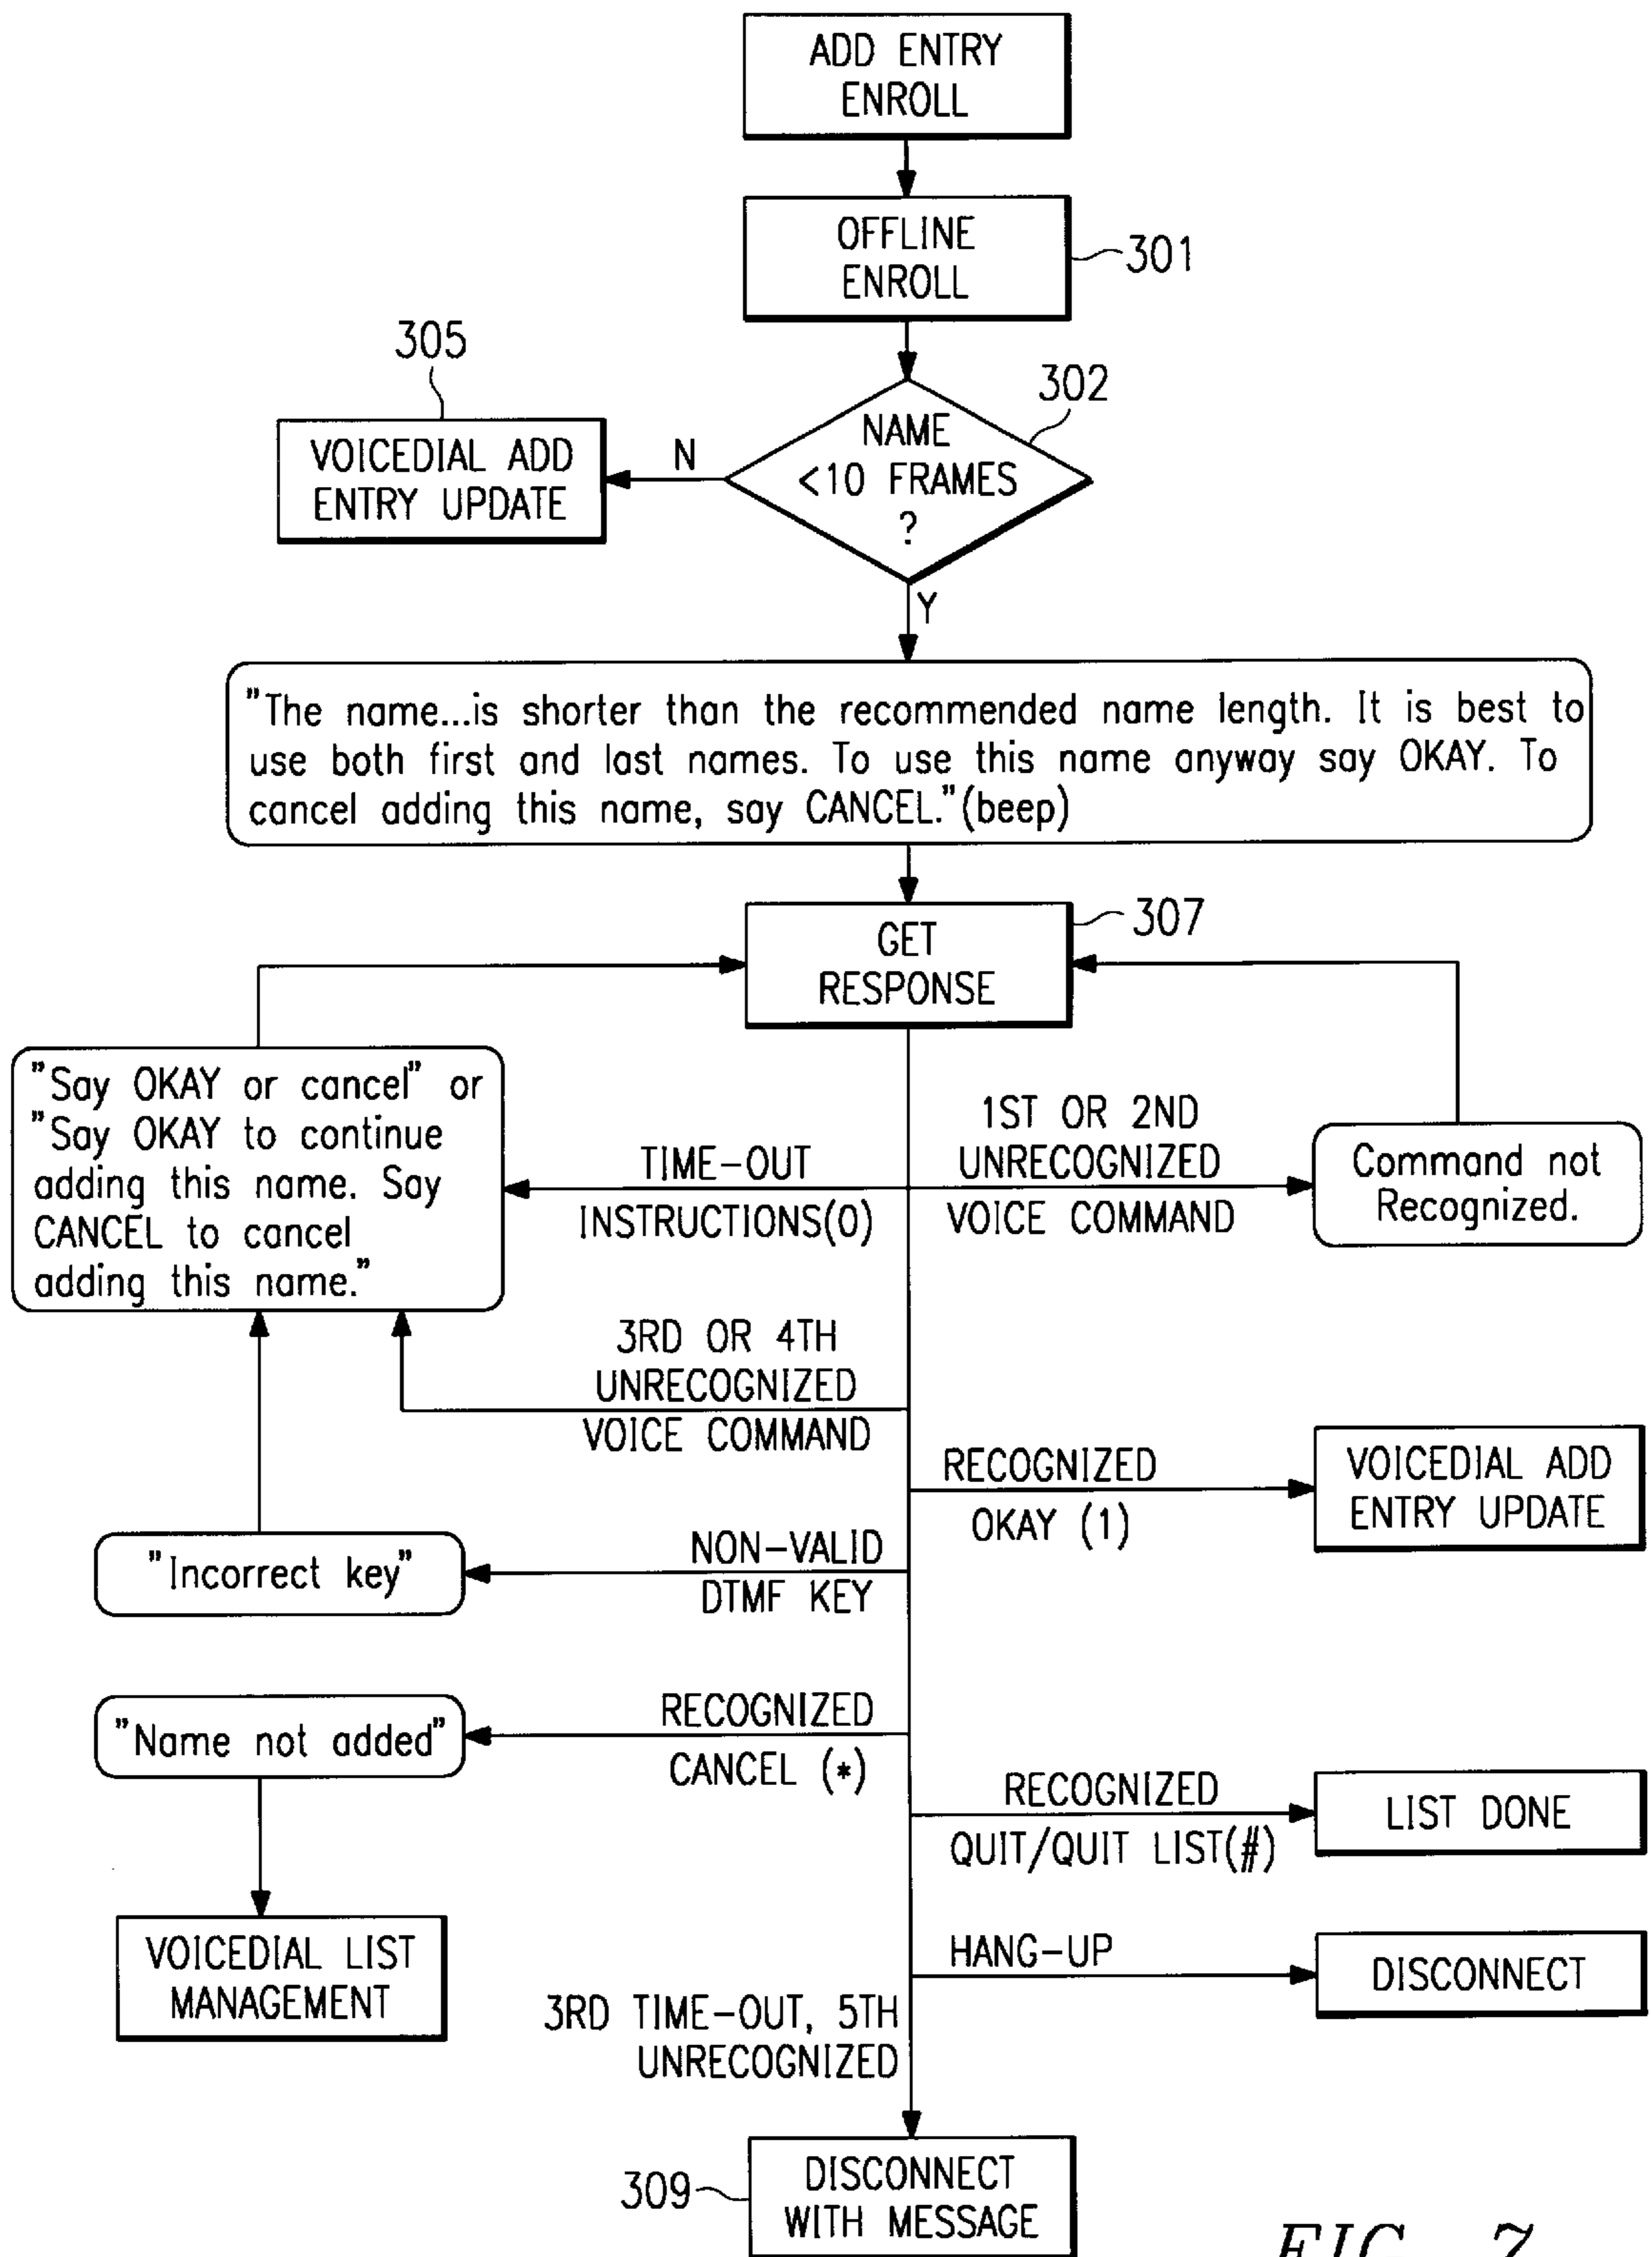 ADD ENTRY
ENROLL
OFFLINE
ENROLL
301
305
302
NAME
<10 FRAMES
?
N
VOICEDIAL ADD
ENTRY UPDATE
Y
"The name...is shorter than the recommended name length. It is best to
use both first and last names. To use this name anyway say OKAY. To
cancel adding this name, say CANCEL."(beep)
307
GET
RESPONSE
"Say OKAY or cancel" or
"Say OKAY to continue
adding this name. Say
CANCEL to cancel
adding this name."
TIME-OUT
INSTRUCTIONS(0)
1ST OR 2ND
UNRECOGNIZED
VOICE COMMAND
Command not
Recognized.
3RD OR 4TH
UNRECOGNIZED
VOICE COMMAND
RECOGNIZED
OKAY (1)
VOICEDIAL ADD
ENTRY UPDATE
"Incorrect key"
NON-VALID
DTMF KEY
"Name not added"
RECOGNIZED
CANCEL (*)
RECOGNIZED
QUIT/QUIT LIST(#)
LIST DONE
VOICEDIAL LIST
MANAGEMENT
HANG-UP
DISCONNECT
3RD TIME-OUT, 5TH
UNRECOGNIZED
309
DISCONNECT
WITH MESSAGE
FIG. 7